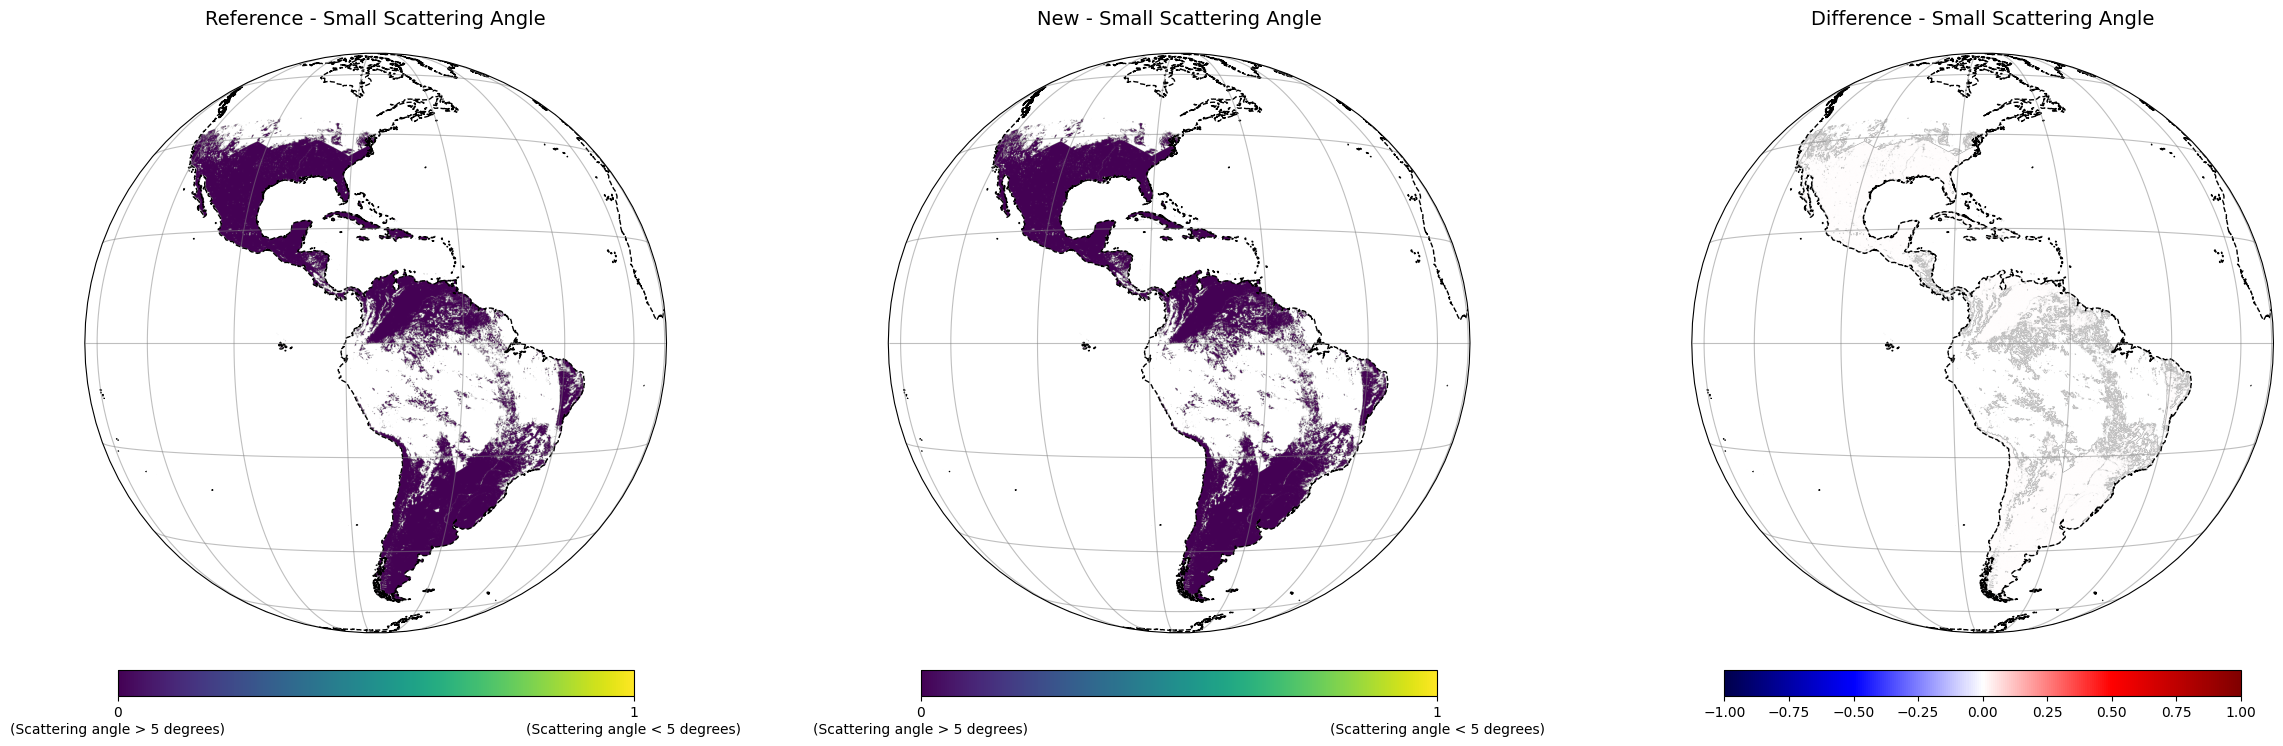 Reference - Small Scattering Angle
New - Small Scattering Angle
Difference - Small Scattering Angle
0 1
(Scattering angle > 5 degrees) (Scattering angle < 5 degrees)
0 1
(Scattering angle > 5 degrees) (Scattering angle < 5 degrees)
−1.00 −0.75 −0.50 −0.25 0.00 0.25 0.50 0.75 1.00